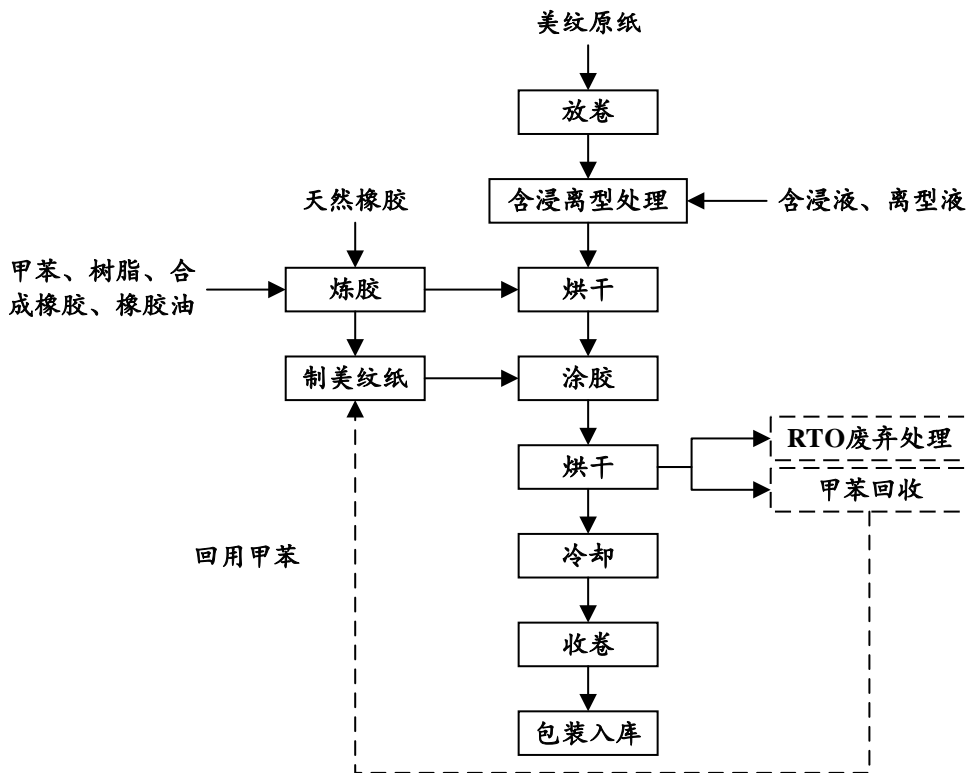 美纹原纸
放卷
天然橡胶
含浸离型处理
含浸液、离型液
甲苯、树脂、合
成橡胶、橡胶油
炼胶
烘干
制美纹纸
涂胶
烘干
RTO废弃处理
甲苯回收
回用甲苯
冷却
收卷
包装入库